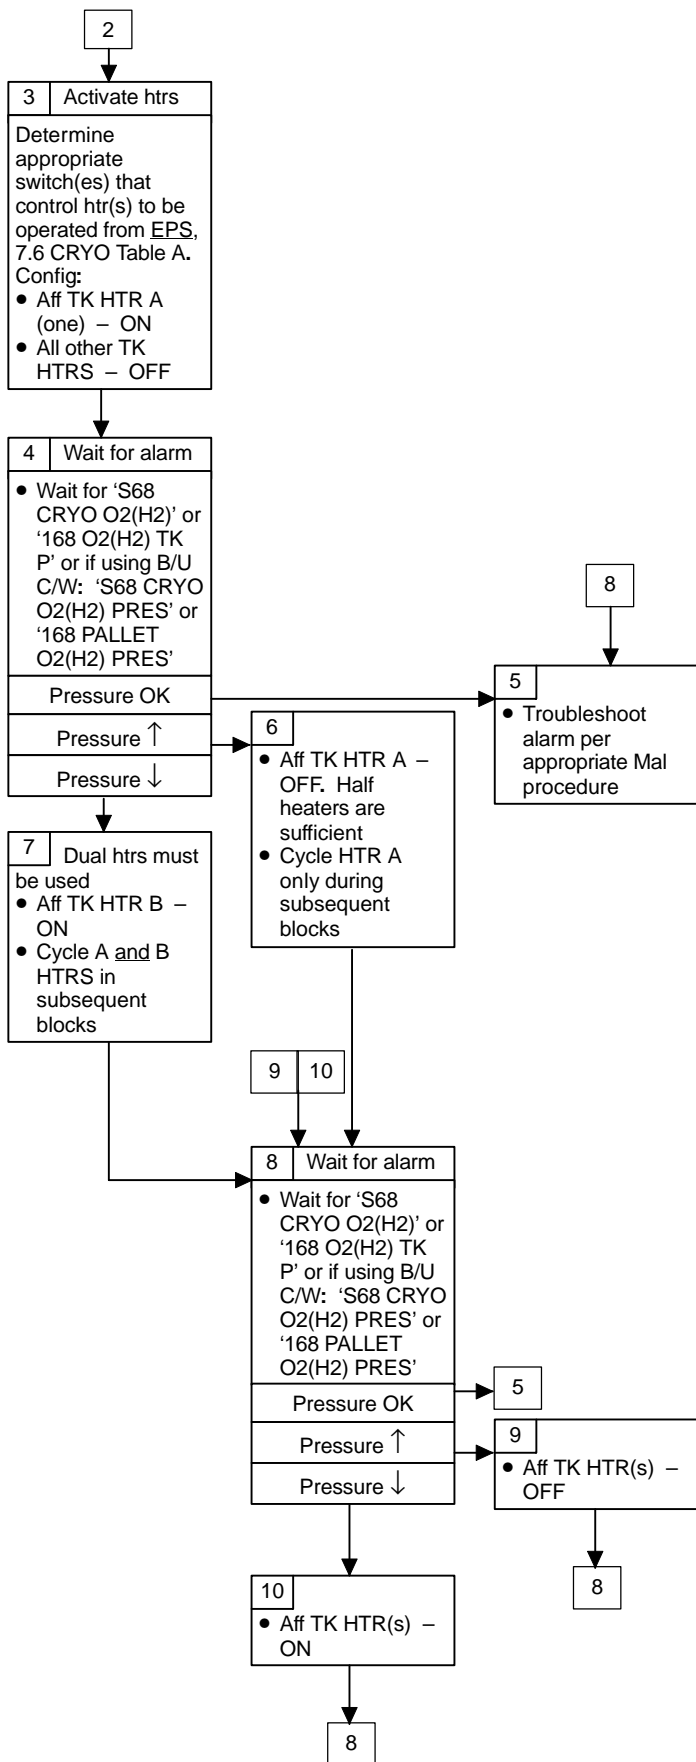 2
3 Activate htrs
Determine
appropriate
switch(es) that
control htr(s) to be
operated from EPS,
7.6 CRYO Table A.
Config:
● Aff TK HTR A
(one) – ON
● All other TK
HTRS – OFF
4 Wait for alarm
● Wait for ‘S68
CRYO O2(H2)’ or
‘168 O2(H2) TK
P’ or if using B/U
C/W: ‘S68 CRYO
O2(H2) PRES’ or
‘168 PALLET
O2(H2) PRES’
Pressure OK
Pressure ↑
Pressure ↓
8
5
● Troubleshoot
alarm per
appropriate Mal
procedure
6
● Aff TK HTR A –
OFF. Half
heaters are
sufficient
● Cycle HTR A
only during
subsequent
blocks
7 Dual htrs must
be used
● Aff TK HTR B –
ON
● Cycle A and B
HTRS in
subsequent
blocks
9 10
8 Wait for alarm
● Wait for ‘S68
CRYO O2(H2)’ or
‘168 O2(H2) TK
P’ or if using B/U
C/W: ‘S68 CRYO
O2(H2) PRES’ or
‘168 PALLET
O2(H2) PRES’
Pressure OK
Pressure ↑
Pressure ↓
5
9
● Aff TK HTR(s) –
OFF
8
10
● Aff TK HTR(s) –
ON
8